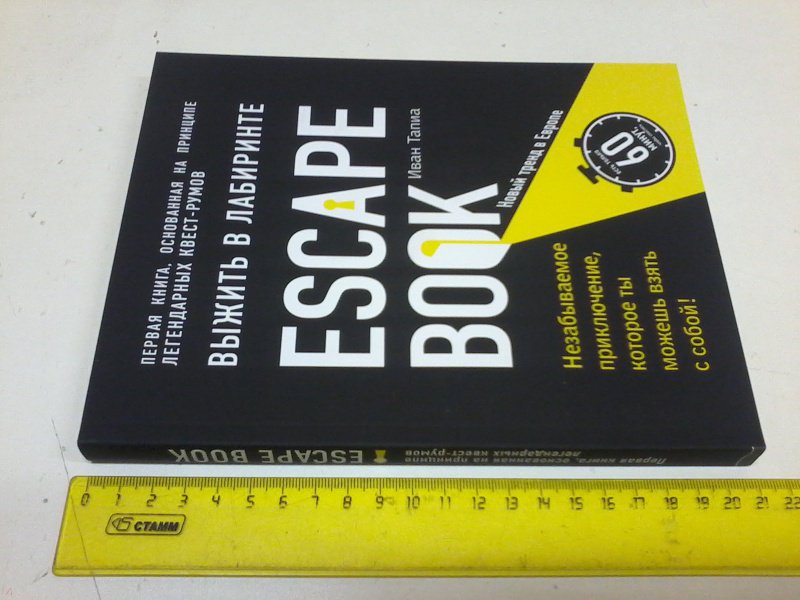 ПЕРВАЯ КНИГА, ОСНОВАННАЯ НА ПРИНЦИПЕ
ЛЕГЕНДАРНЫХ КВЕСТ-РУМОВ
ВЫЖИТЬ В ЛАБИРИНТЕ
ESCAPE
BOOK
Иван Тапиа
Новый тренд в Европе
60
МИНУТ
Незабываемое
приключение,
которое ты
можешь взять
с собой!
ESCAPE BOOK
Первая книга, основанная на принципе
легендарных квест-румов
0 1 2 3 4 5 6 7 8 9 10 11 12 13 14 15 16 17 18 19 20 21 22
СТАММ